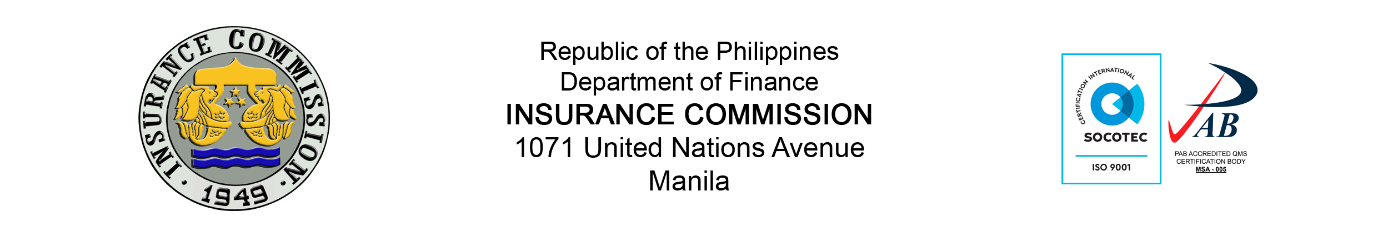 INSURANCE COMMISSION
1949
Republic of the Philippines
Department of Finance
INSURANCE COMMISSION
1071 United Nations Avenue
Manila
CERTIFICATION INTERNATIONAL
SOCOTEC
ISO 9001
PAB
PAB ACCREDITED QMS
CERTIFICATION BODY
MSA - 005